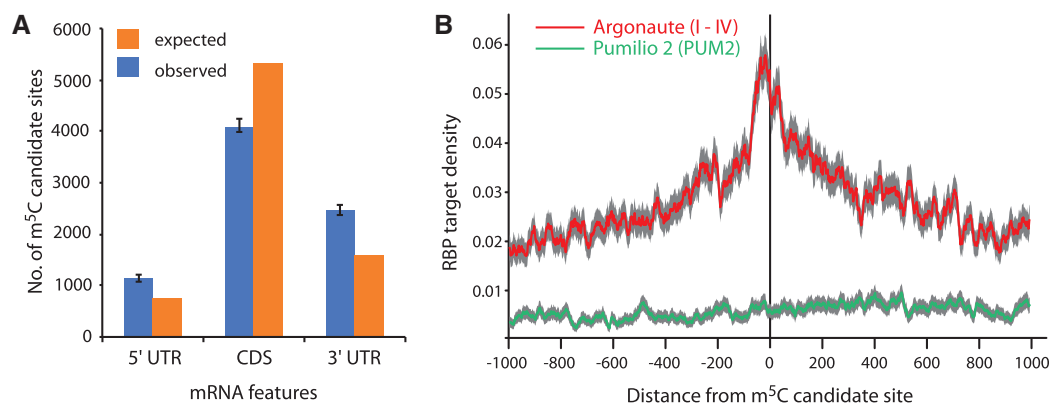 A
No. of m⁵C candidate sites
6000
5000
4000
3000
2000
1000
0
expected
observed
5' UTR
CDS
3' UTR
mRNA features
B
RBP target density
0.06
0.05
0.04
0.03
0.02
0.01
Argonaute (I - IV)
Pumilio 2 (PUM2)
-1000
-800
-600
-400
-200
0
200
400
600
800
1000
Distance from m⁵C candidate site